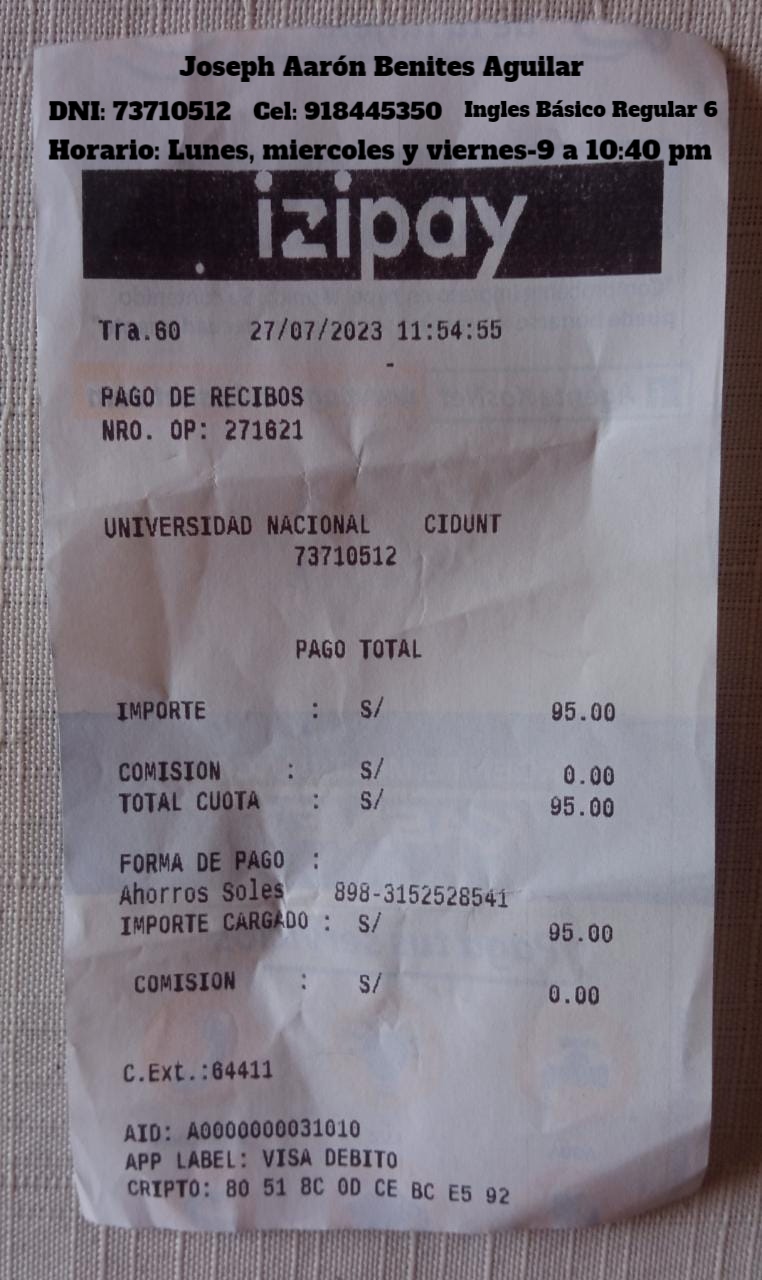 Joseph Aarón Benites Aguilar
DNI: 73710512 Cel: 918445350 Ingles Básico Regular 6
Horario: Lunes, miercoles y viernes-9 a 10:40 pm
izipay
Tra.60 27/07/2023 11:54:55
-
PAGO DE RECIBOS
NRO. OP: 271621
UNIVERSIDAD NACIONAL CIDUNT
73710512
PAGO TOTAL
IMPORTE : S/ 95.00
COMISION : S/ 0.00
TOTAL CUOTA : S/ 95.00
FORMA DE PAGO :
Ahorros Soles 898-3152528541
IMPORTE CARGADO : S/ 95.00
COMISION : S/ 0.00
C.Ext.:64411
AID: A0000000031010
APP LABEL: VISA DEBITO
CRIPTO: 80 51 8C 0D CE BC E5 92